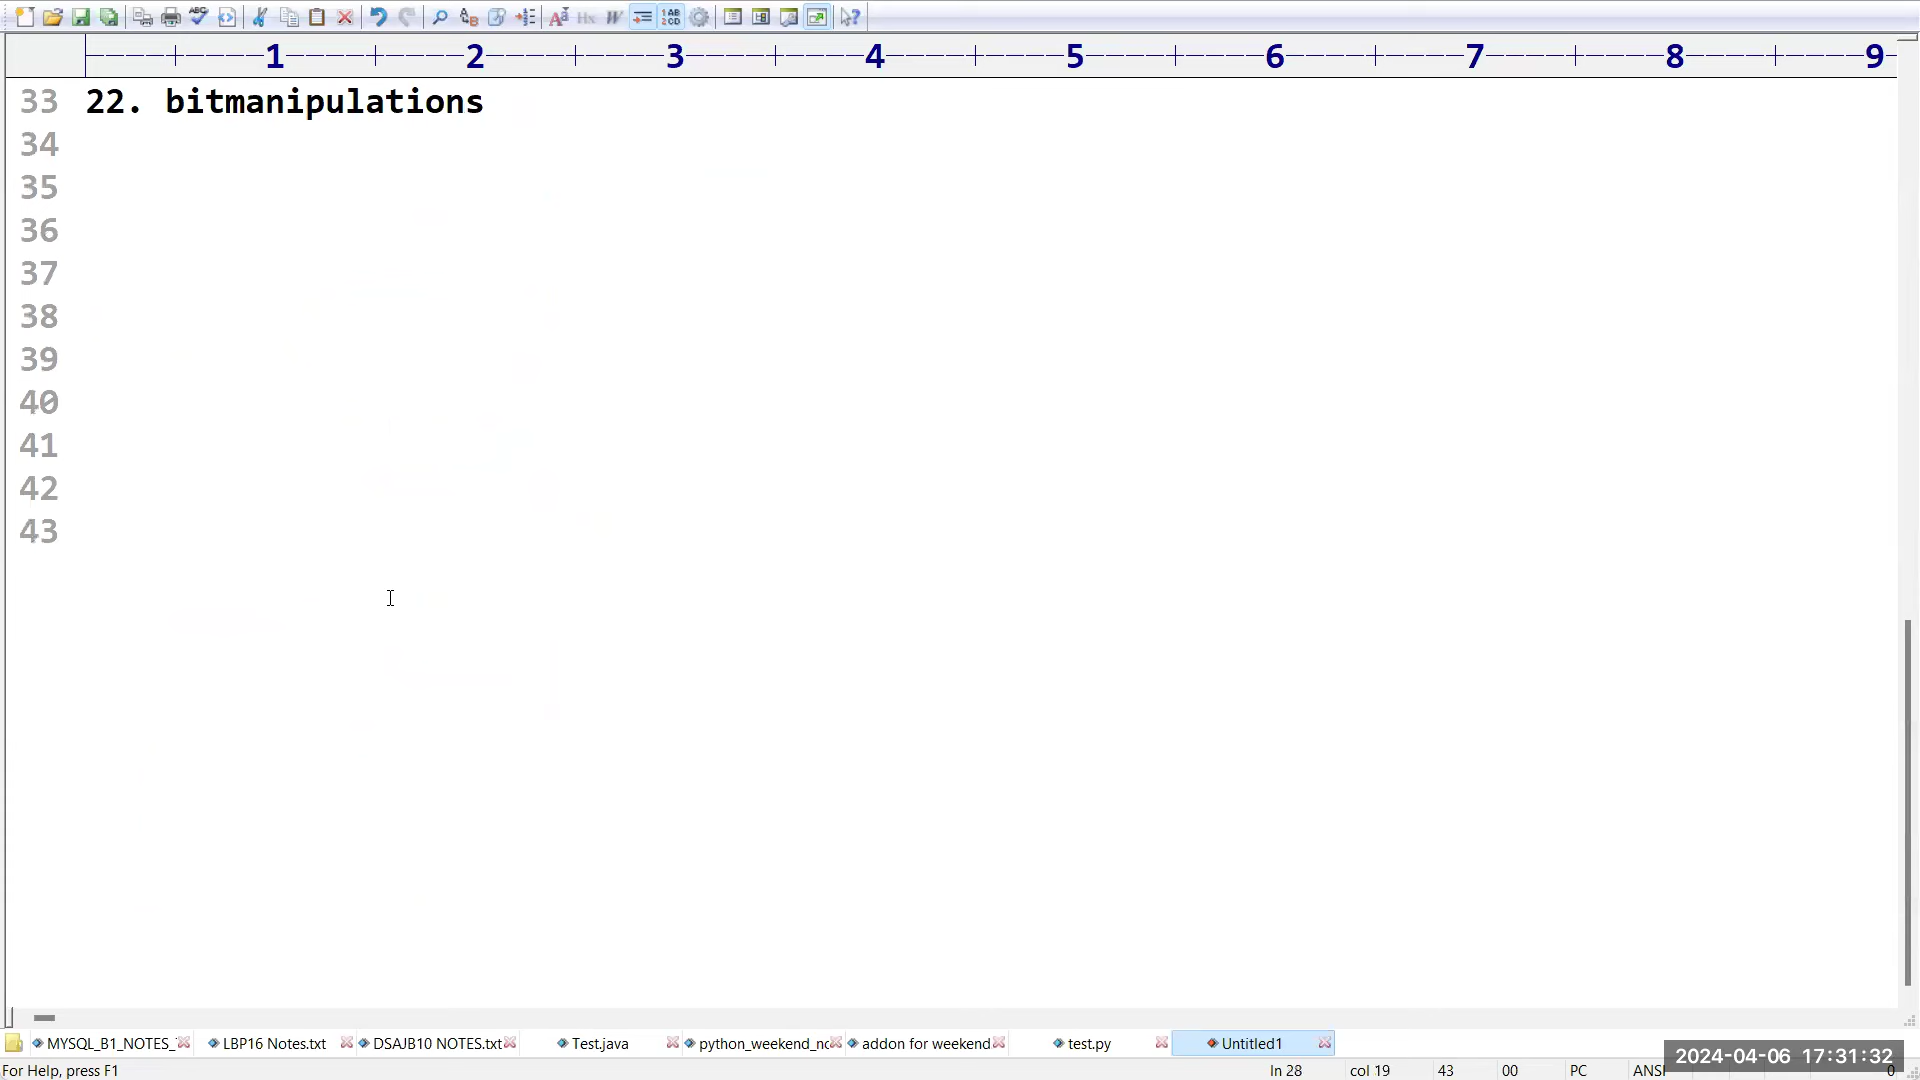 1 2 3 4 5 6 7 8 9
33 22. bitmanipulations
34
35
36
37
38
39
40
41
42
43
MYSQL_B1_NOTES_ LBP16 Notes.txt DSAJB10 NOTES.txt Test.java python_weekend_no addon for weekend test.py Untitled1
For Help, press F1 ln 28 col 19 43 00 PC ANSI 0
2024-04-06 17:31:32